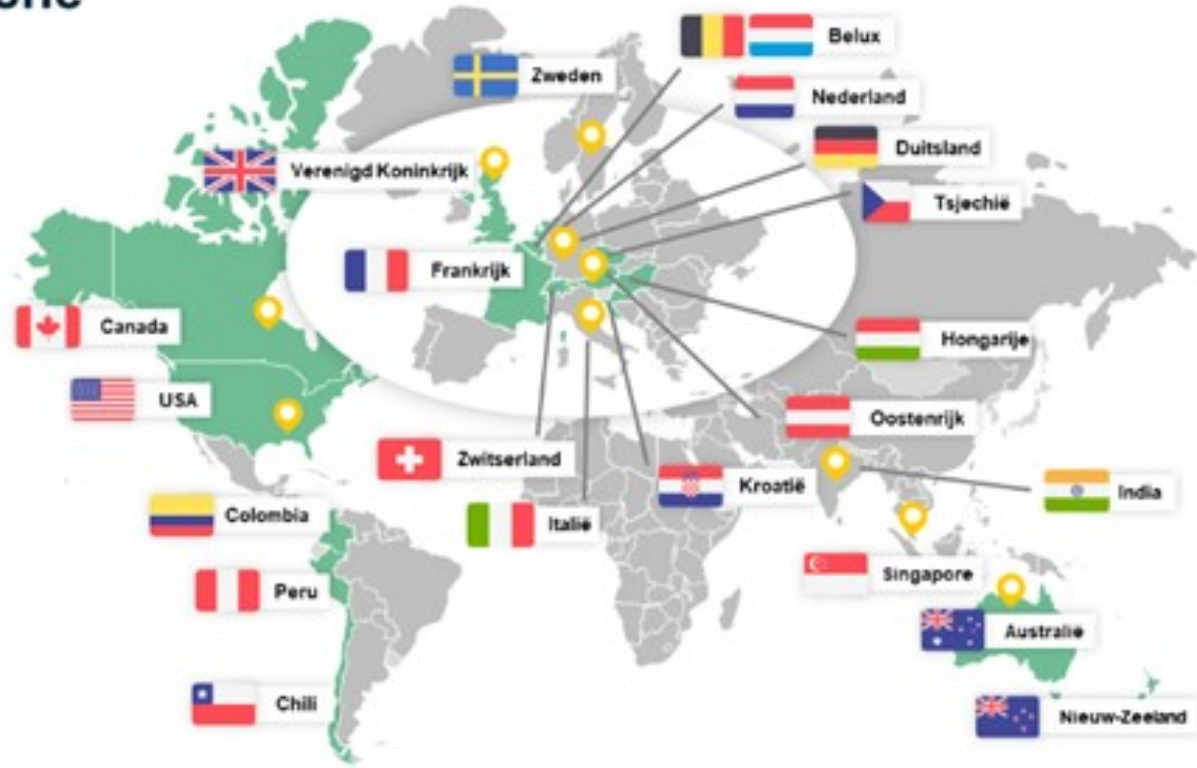 Belux
Zweden
Nederland
Duitsland
Verenigd Koninkrijk
Tsjechië
Frankrijk
Canada
Hongarije
USA
Oostenrijk
Zwitserland
Kroatië
India
Colombia
Italië
Singapore
Peru
Australië
Chili
Nieuw-Zeeland